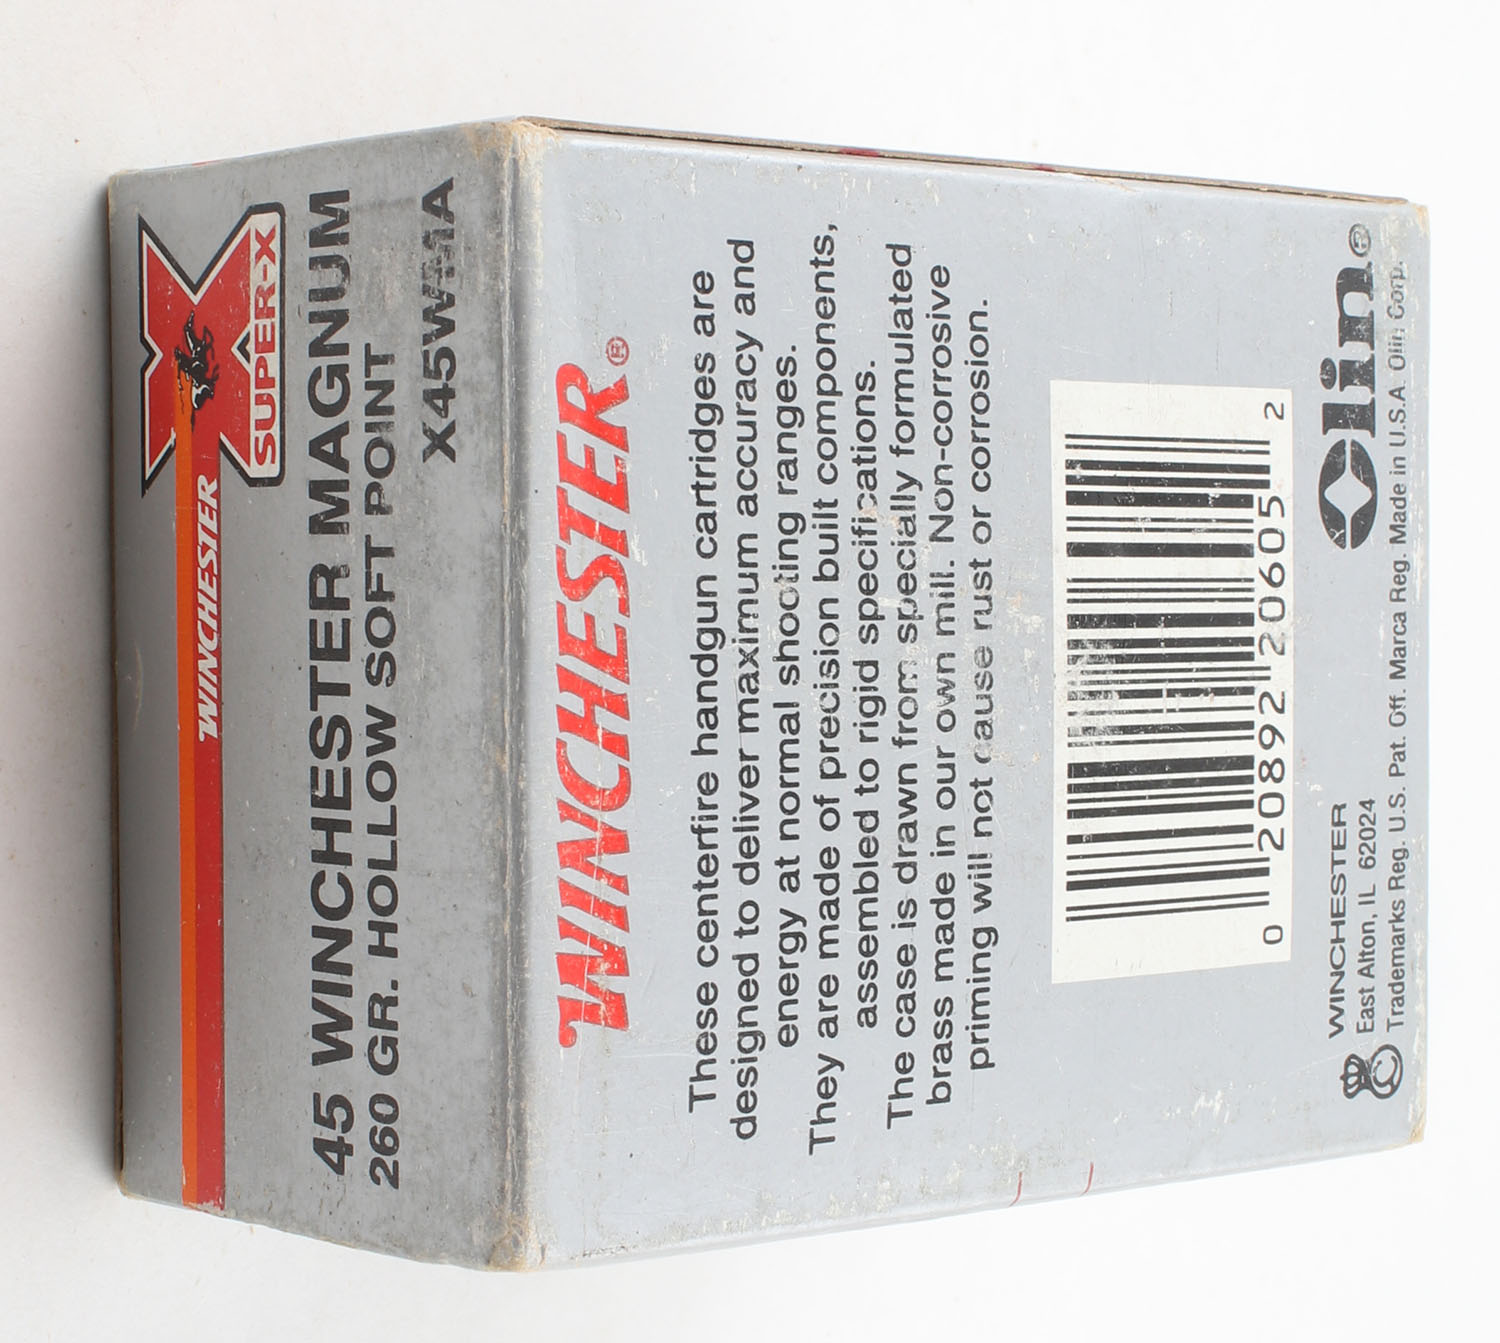 SUPER-X
WINCHESTER
45 WINCHESTER MAGNUM
260 GR. HOLLOW SOFT POINT
X45WMA
WINCHESTER®
These centerfire handgun cartridges are
designed to deliver maximum accuracy and
energy at normal shooting ranges.
They are made of precision built components,
assembled to rigid specifications.
The case is drawn from specially formulated
brass made in our own mill. Non-corrosive
priming will not cause rust or corrosion.
0 20892 20605 2
Olin®
WINCHESTER
East Alton, IL 62024
Trademarks Reg. U.S. Pat. Off. Marca Reg. Made in U.S.A. Olin Corp.